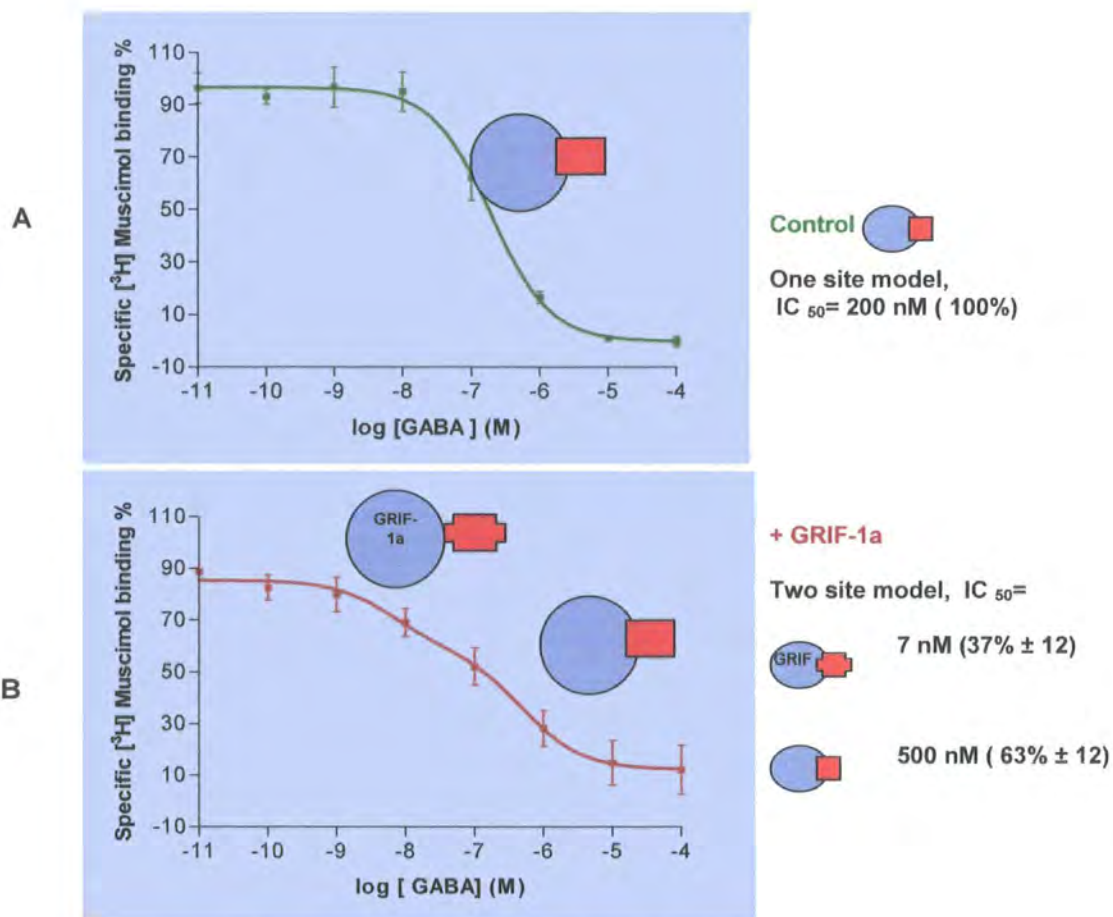 A
Specific [³H] Muscimol binding %
110
90
70
50
30
10
-10
-11 -10 -9 -8 -7 -6 -5 -4
log [GABA ] (M)
Control
One site model,
IC 50= 200 nM ( 100%)
B
Specific [³H] Muscimol binding %
110
90
70
50
30
10
-10
-11 -10 -9 -8 -7 -6 -5 -4
log [ GABA] (M)
GRIF-
1a
+ GRIF-1a
Two site model, IC 50=
GRIF
7 nM (37% ± 12)
500 nM ( 63% ± 12)